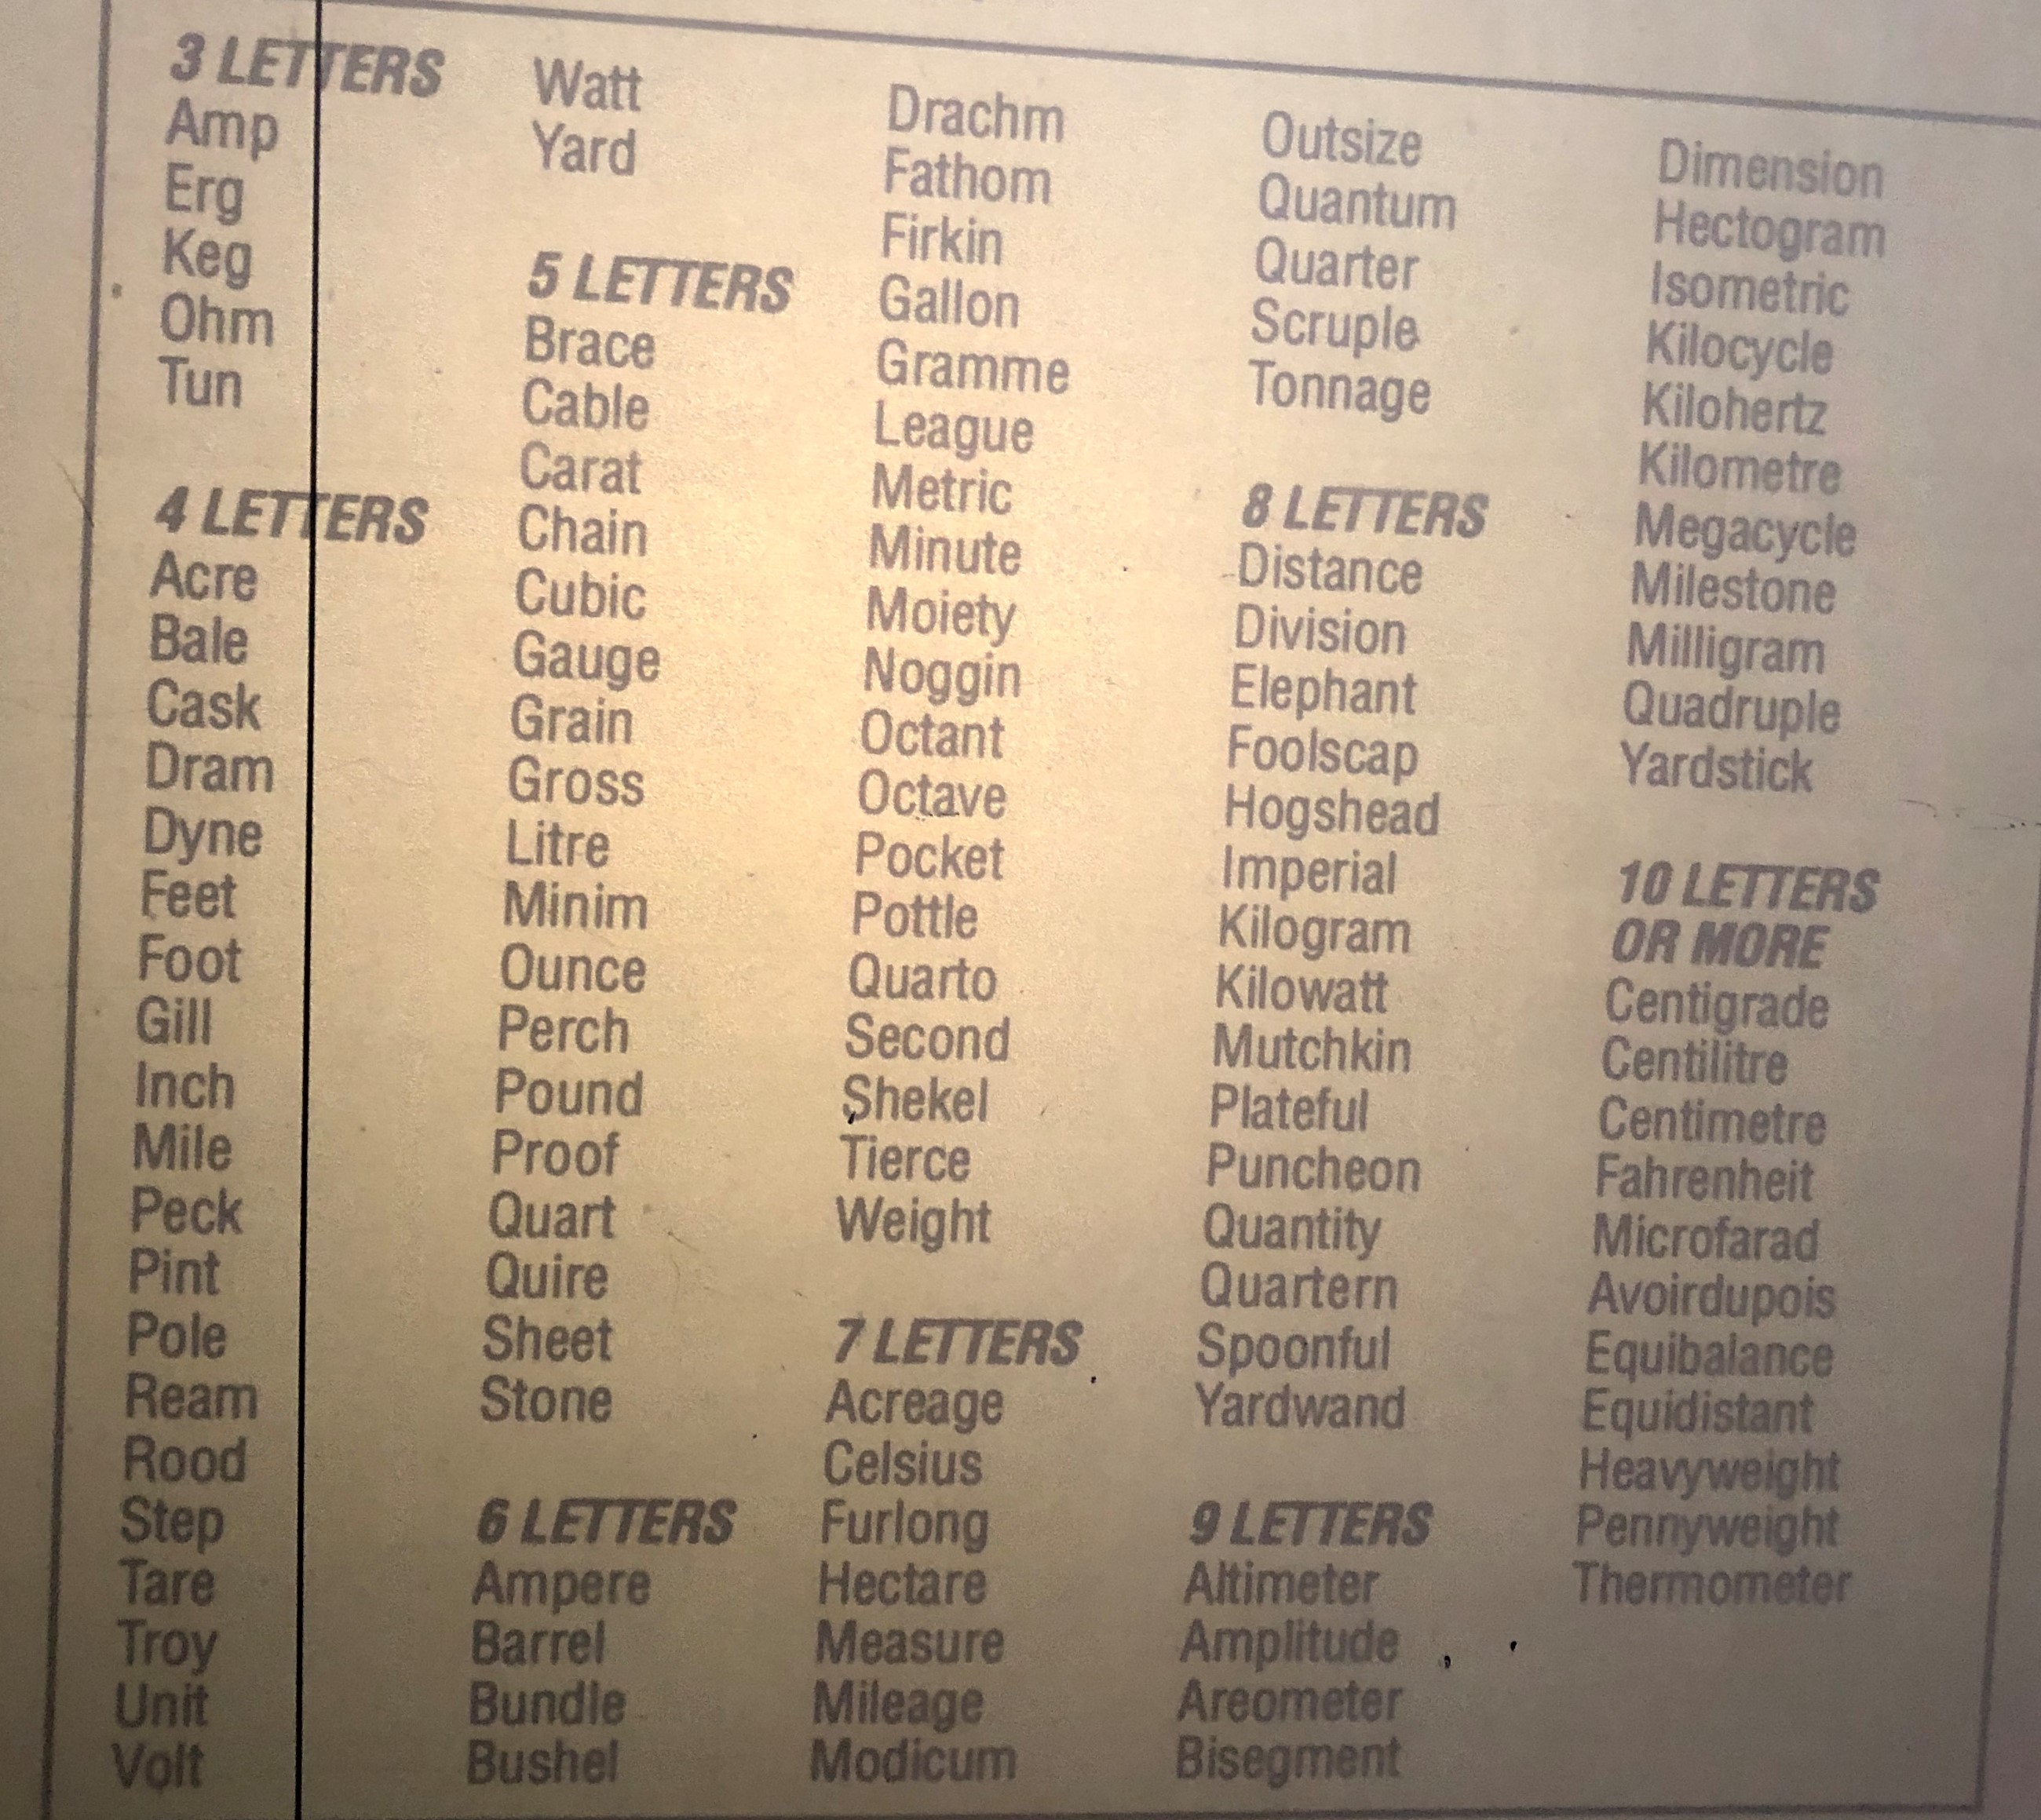 3 LETTERS
Amp
Erg
Keg
Ohm
Tun
4 LETTERS
Acre
Bale
Cask
Dram
Dyne
Feet
Foot
Gill
Inch
Mile
Peck
Pint
Pole
Ream
Rood
Step
Tare
Troy
Unit
Volt
Watt
Yard
5 LETTERS
Brace
Cable
Carat
Chain
Cubic
Gauge
Grain
Gross
Litre
Minim
Ounce
Perch
Pound
Proof
Quart
Quire
Sheet
Stone
6 LETTERS
Ampere
Barrel
Bundle
Bushel
Drachm
Fathom
Firkin
Gallon
Gramme
League
Metric
Minute
Moiety
Noggin
Octant
Octave
Pocket
Pottle
Quarto
Second
Shekel
Tierce
Weight
7 LETTERS
Acreage
Celsius
Furlong
Hectare
Measure
Mileage
Modicum
Outsize
Quantum
Quarter
Scruple
Tonnage
8 LETTERS
Distance
Division
Elephant
Foolscap
Hogshead
Imperial
Kilogram
Kilowatt
Mutchkin
Plateful
Puncheon
Quantity
Quartern
Spoonful
Yardwand
9 LETTERS
Altimeter
Amplitude
Areometer
Bisegment
Dimension
Hectogram
Isometric
Kilocycle
Kilohertz
Kilometre
Megacycle
Milestone
Milligram
Quadruple
Yardstick
10 LETTERS
OR MORE
Centigrade
Centilitre
Centimetre
Fahrenheit
Microfarad
Avoirdupois
Equibalance
Equidistant
Heavyweight
Pennyweight
Thermometer